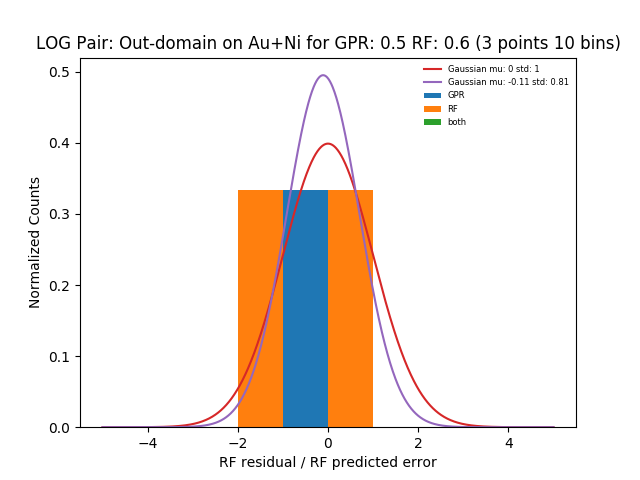 LOG Pair: Out-domain on Au+Ni for GPR: 0.5 RF: 0.6 (3 points 10 bins)
Gaussian mu: 0 std: 1
Gaussian mu: -0.11 std: 0.81
GPR
RF
both
Normalized Counts
0.5
0.4
0.3
0.2
0.1
0.0
−4
−2
0
2
4
RF residual / RF predicted error